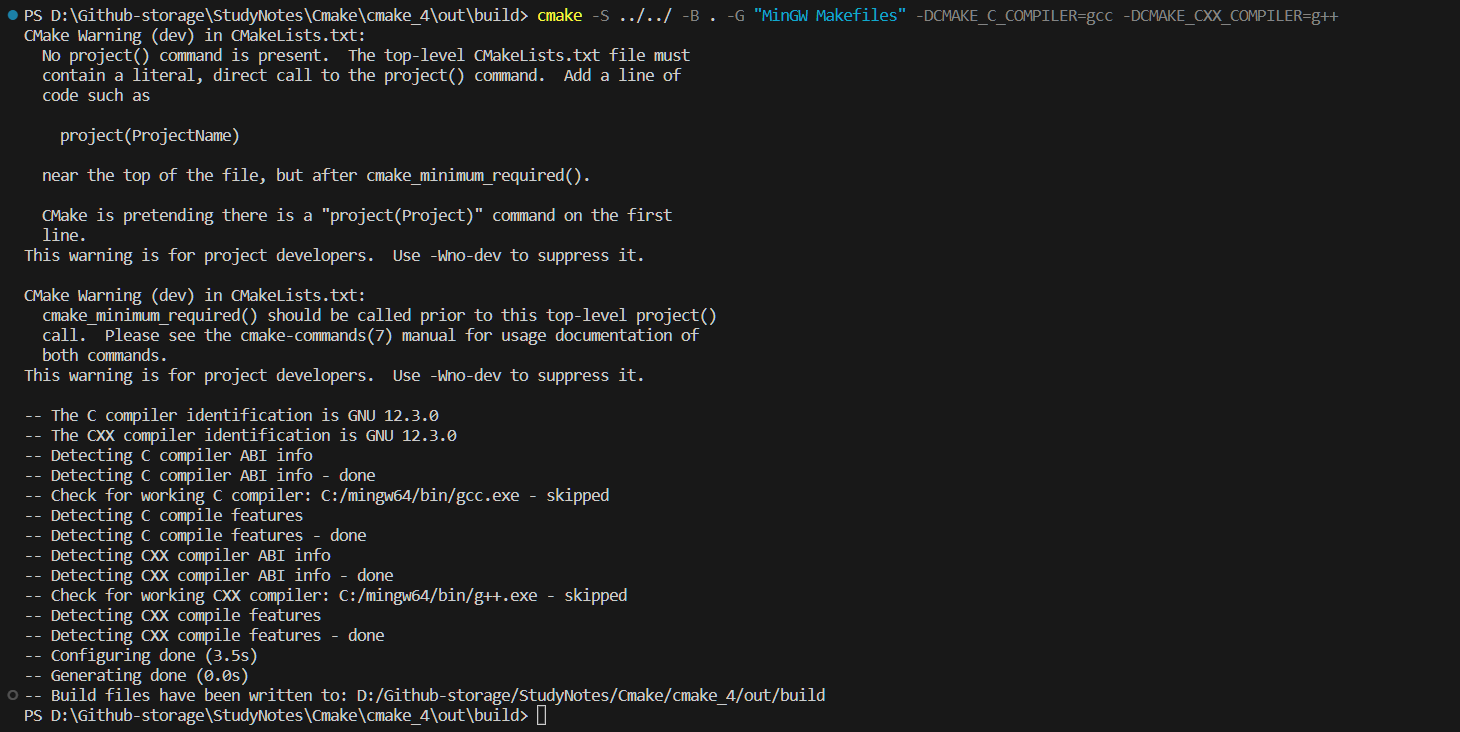 PS D:\Github-storage\StudyNotes\Cmake\cmake_4\out\build> cmake -S ../../ -B . -G "MinGW Makefiles" -DCMAKE_C_COMPILER=gcc -DCMAKE_CXX_COMPILER=g++
CMake Warning (dev) in CMakeLists.txt:
  No project() command is present.  The top-level CMakeLists.txt file must
  contain a literal, direct call to the project() command.  Add a line of
  code such as

    project(ProjectName)

  near the top of the file, but after cmake_minimum_required().

  CMake is pretending there is a "project(Project)" command on the first
  line.
This warning is for project developers.  Use -Wno-dev to suppress it.

CMake Warning (dev) in CMakeLists.txt:
  cmake_minimum_required() should be called prior to this top-level project()
  call.  Please see the cmake-commands(7) manual for usage documentation of
  both commands.
This warning is for project developers.  Use -Wno-dev to suppress it.

-- The C compiler identification is GNU 12.3.0
-- The CXX compiler identification is GNU 12.3.0
-- Detecting C compiler ABI info
-- Detecting C compiler ABI info - done
-- Check for working C compiler: C:/mingw64/bin/gcc.exe - skipped
-- Detecting C compile features
-- Detecting C compile features - done
-- Detecting CXX compiler ABI info
-- Detecting CXX compiler ABI info - done
-- Check for working CXX compiler: C:/mingw64/bin/g++.exe - skipped
-- Detecting CXX compile features
-- Detecting CXX compile features - done
-- Configuring done (3.5s)
-- Generating done (0.0s)
-- Build files have been written to: D:/Github-storage/StudyNotes/Cmake/cmake_4/out/build
PS D:\Github-storage\StudyNotes\Cmake\cmake_4\out\build>